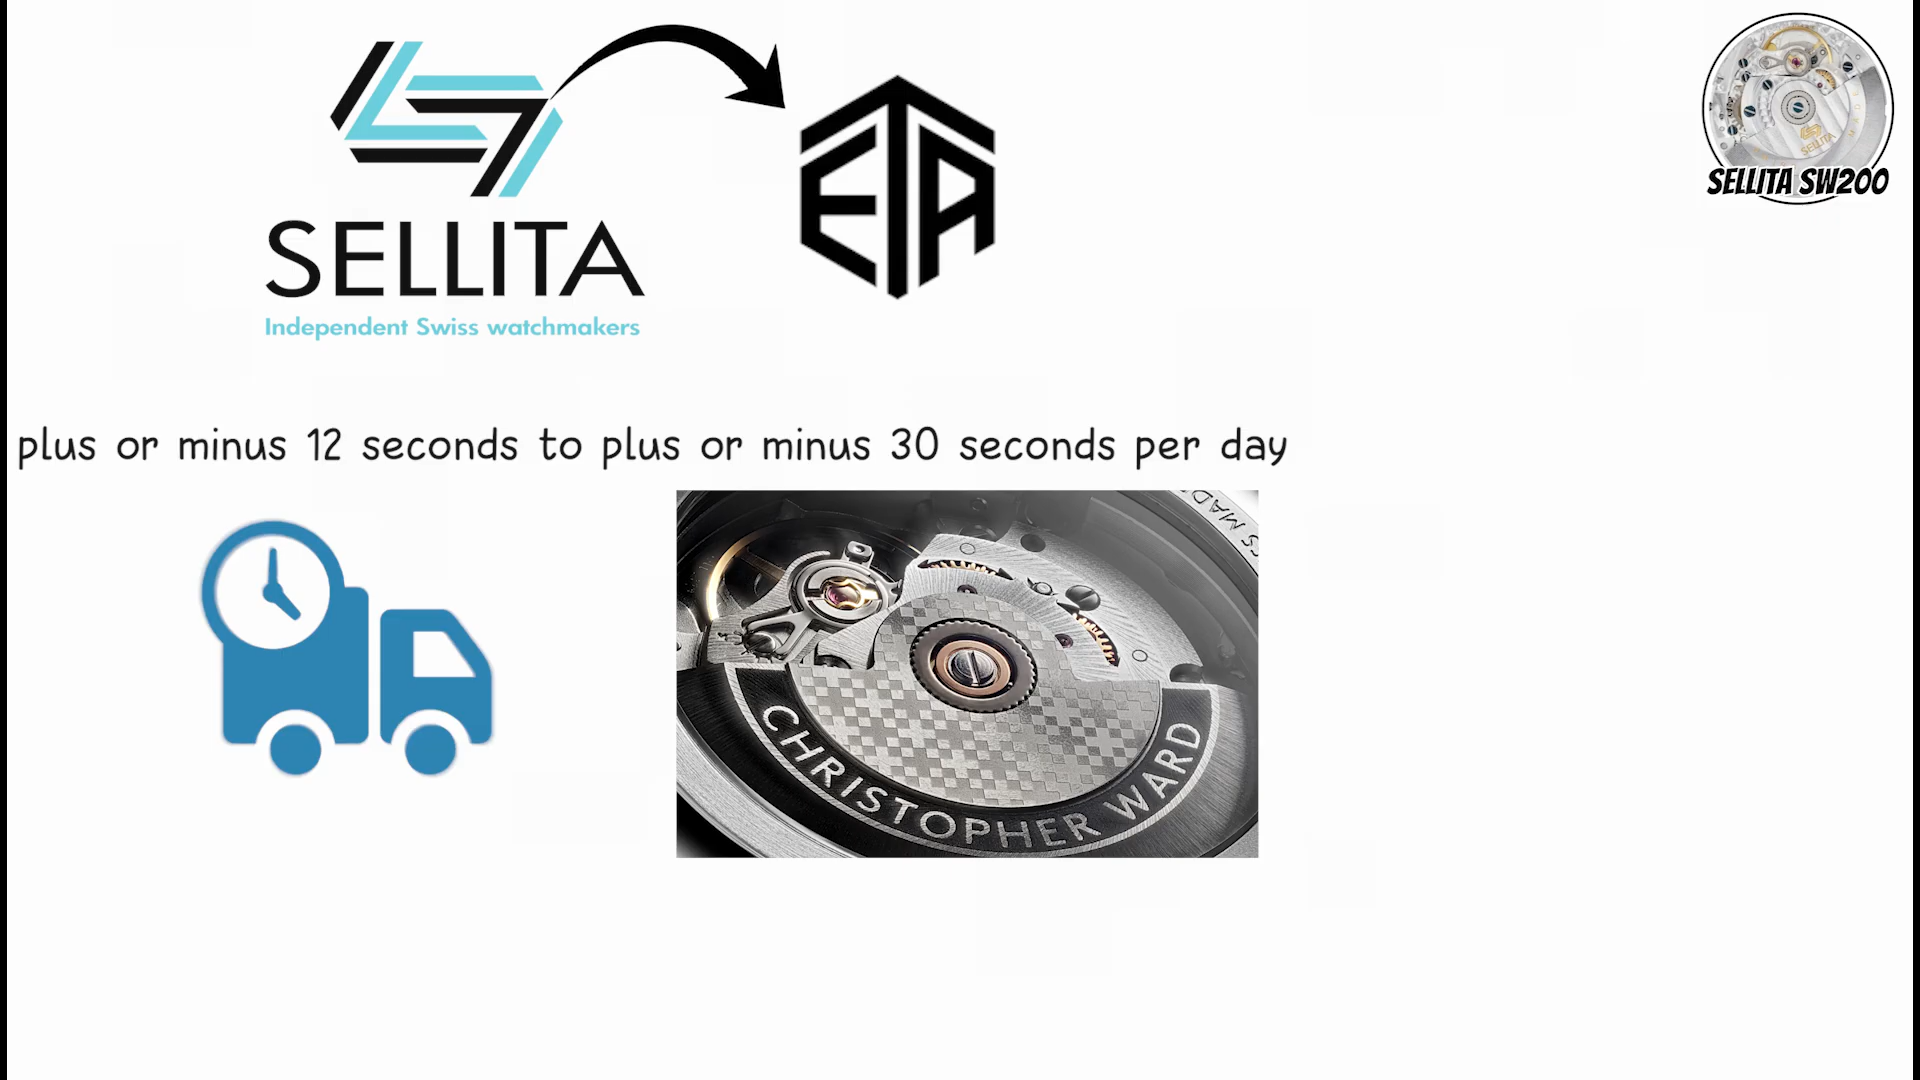 SELLITA
Independent Swiss watchmakers
ETA
SELLITA
SELLITA SW200
plus or minus 12 seconds to plus or minus 30 seconds per day
CHRISTOPHER WARD